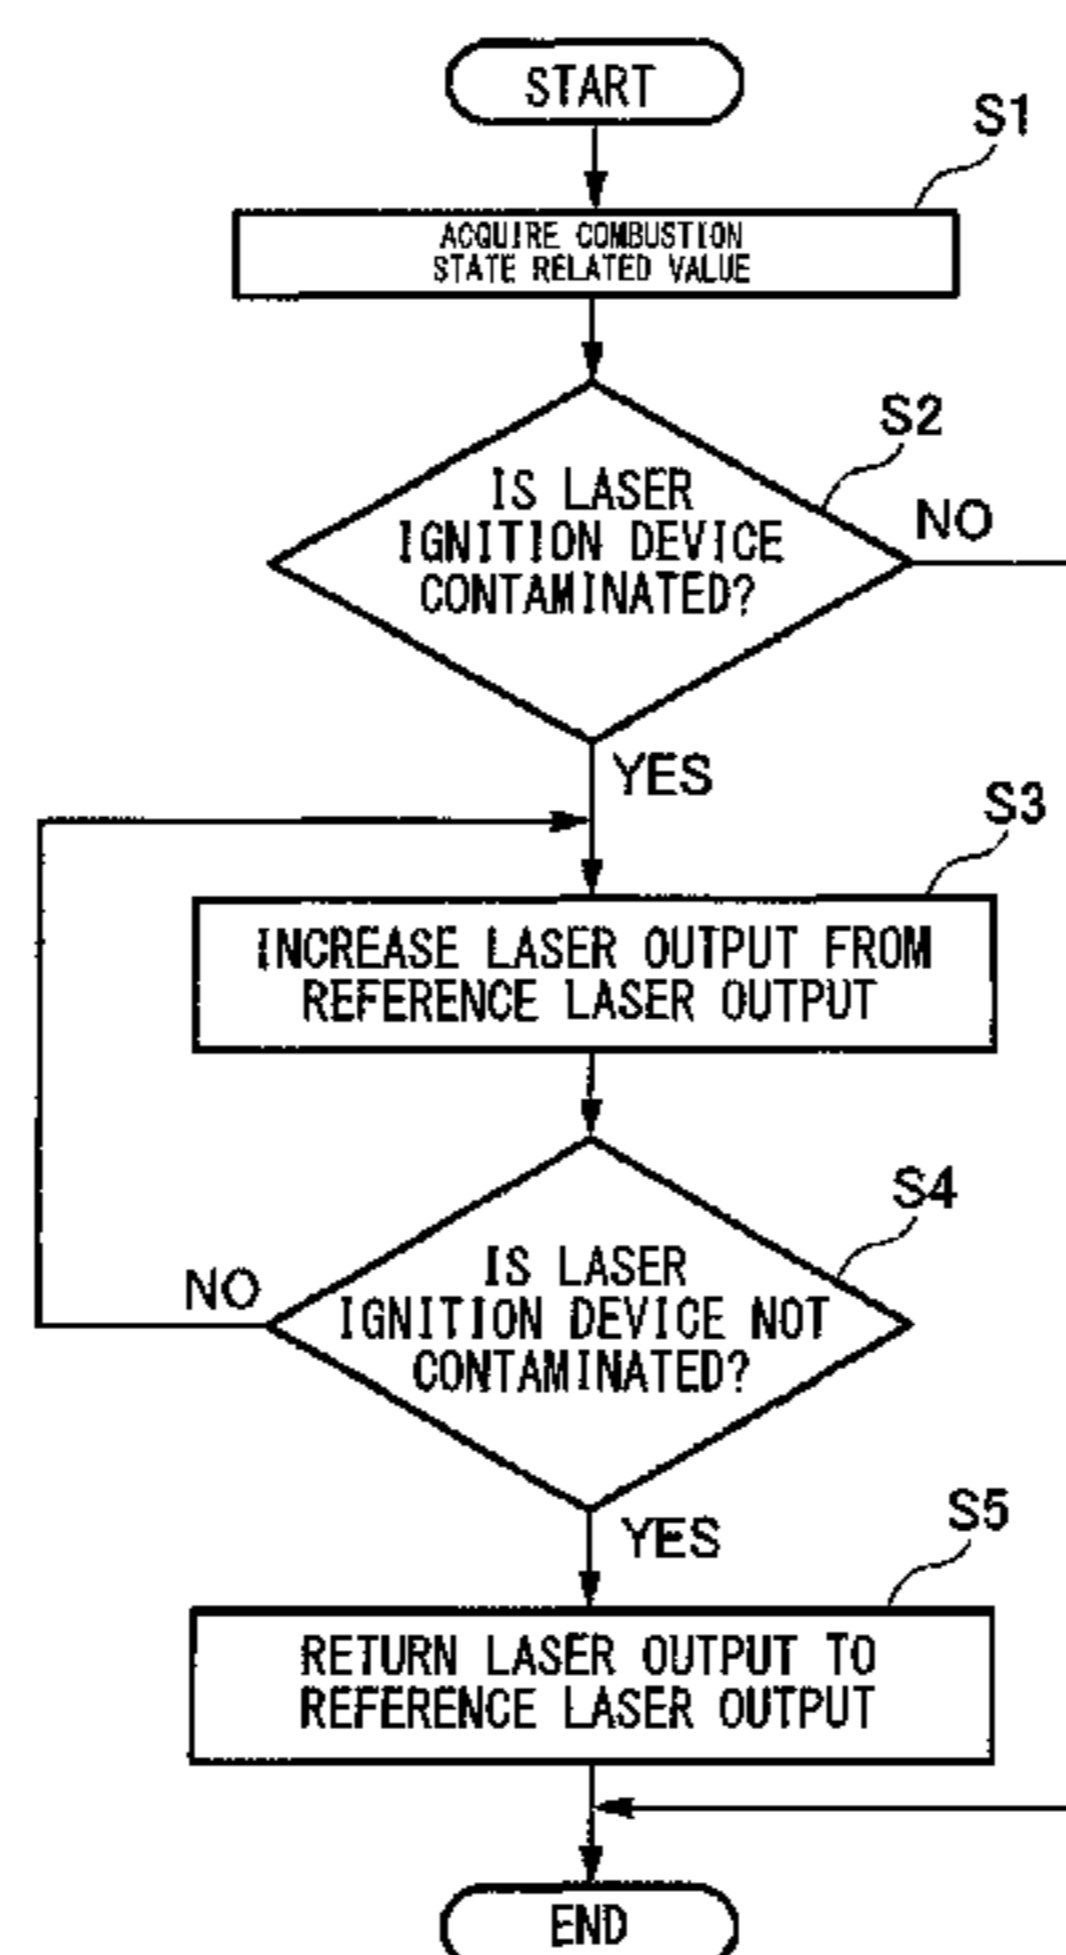 START
S1
ACQUIRE COMBUSTION
STATE RELATED VALUE
S2
IS LASER
IGNITION DEVICE
CONTAMINATED?
NO
YES
S3
INCREASE LASER OUTPUT FROM
REFERENCE LASER OUTPUT
S4
IS LASER
IGNITION DEVICE NOT
CONTAMINATED?
NO
YES
S5
RETURN LASER OUTPUT TO
REFERENCE LASER OUTPUT
END